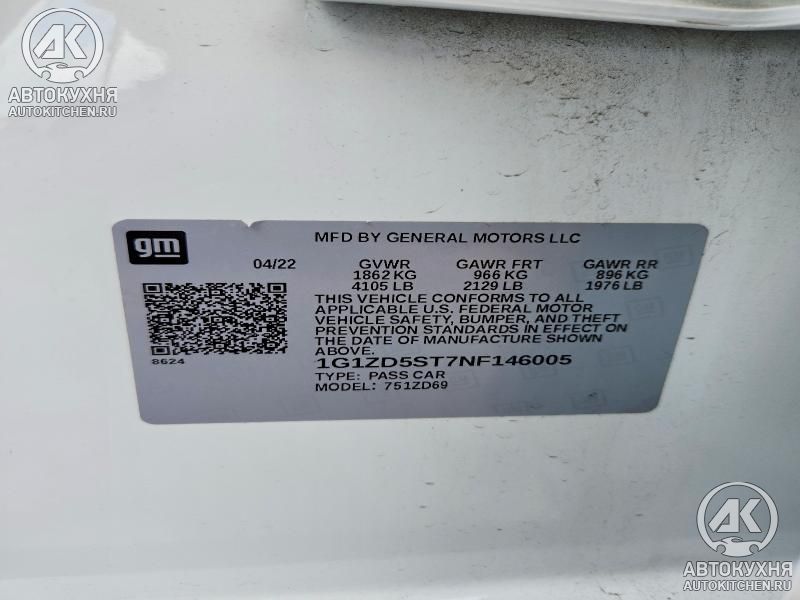 AK
АВТОКУХНЯ
AUTOKITCHEN.RU
gm
MFD BY GENERAL MOTORS LLC
04/22 GVWR GAWR FRT GAWR RR
1862 KG 966 KG 896 KG
4105 LB 2129 LB 1976 LB
THIS VEHICLE CONFORMS TO ALL
APPLICABLE U.S. FEDERAL MOTOR
VEHICLE SAFETY, BUMPER, AND THEFT
PREVENTION STANDARDS IN EFFECT ON
THE DATE OF MANUFACTURE SHOWN
ABOVE.
8624
1G1ZD5ST7NF146005
TYPE: PASS CAR
MODEL: 751ZD69
AK
АВТОКУХНЯ
AUTOKITCHEN.RU